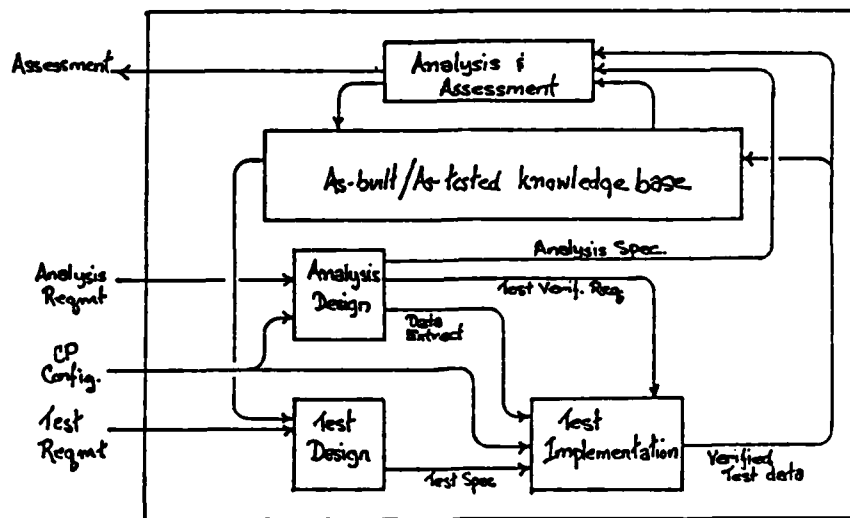 Analysis &
Assessment
Assessment
As-built/As-tested knowledge base
Analysis Spec.
Analysis
Reqmt
Analysis
Design
Test Verif. Req
Data
Extract
CP
Config.
Test
Reqmt
Test
Design
Test
Implementation
Test Spec
Verified
Test data